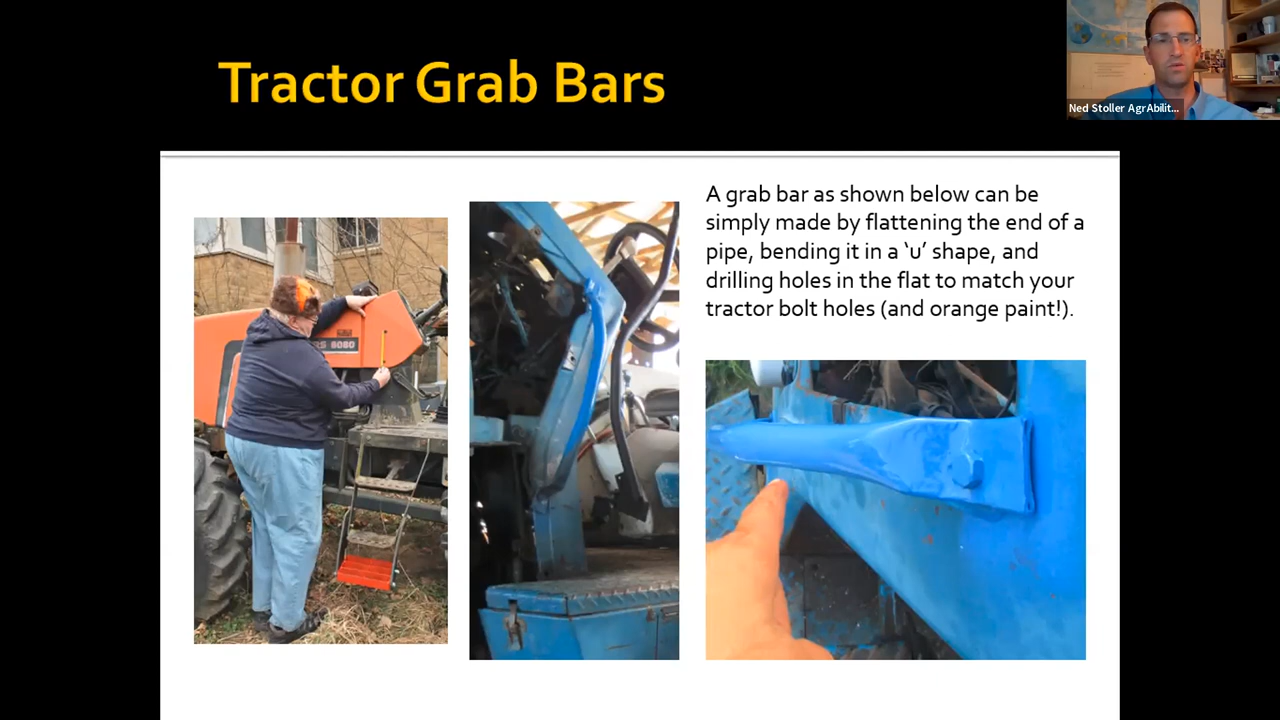 Tractor Grab Bars
Ned Stoller AgrAbilit...
A grab bar as shown below can be
simply made by flattening the end of a
pipe, bending it in a ‘u’ shape, and
drilling holes in the flat to match your
tractor bolt holes (and orange paint!).
RS 8080